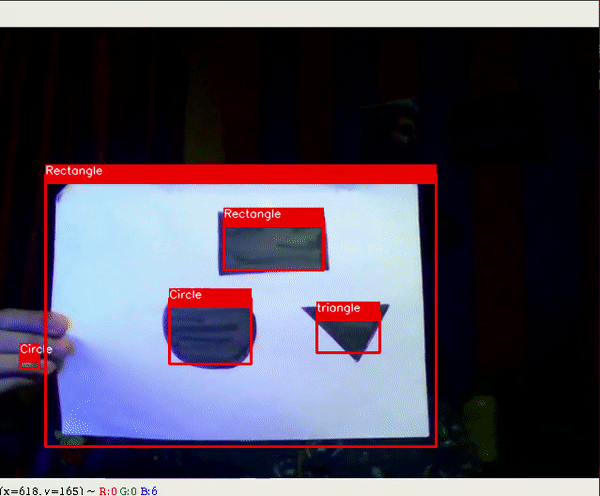 Rectangle
Rectangle
Circle
triangle
Circle
(x=618, y=165) ~ R:0 G:0 B:6